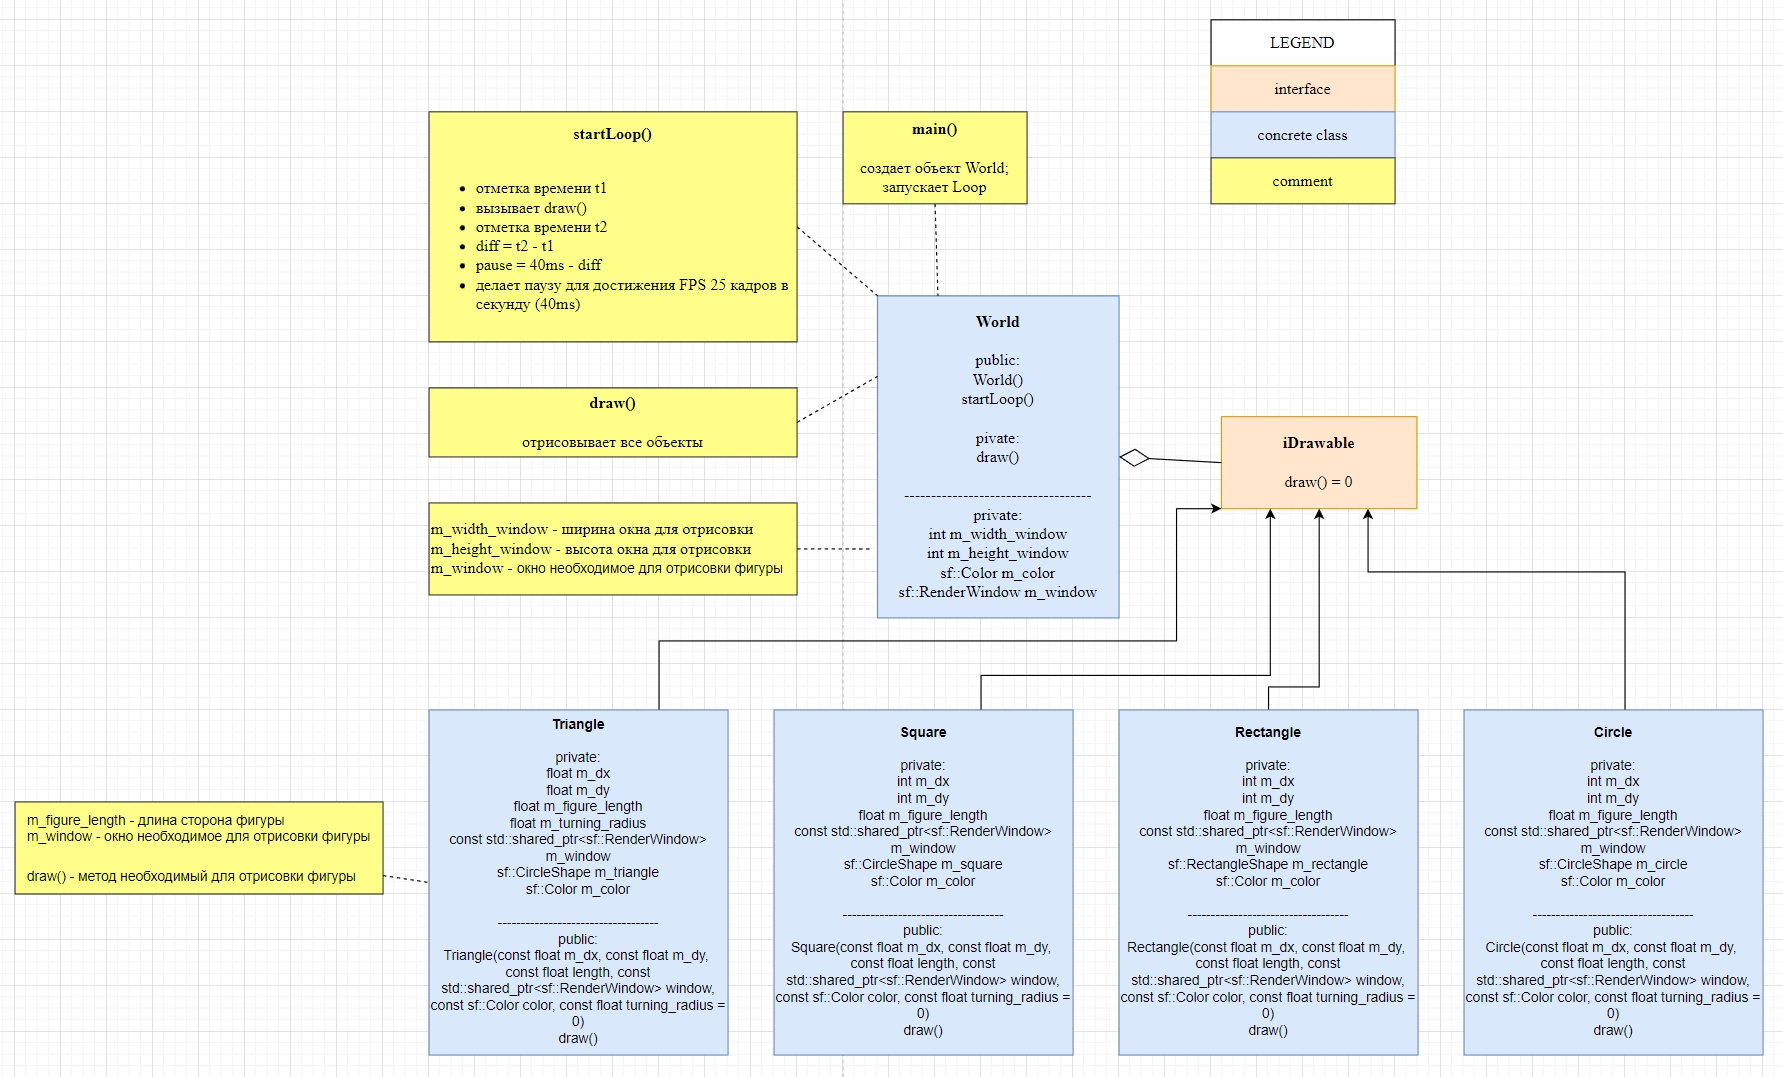 LEGEND
interface
concrete class
comment
startLoop()
отметка времени t1
вызывает draw()
отметка времени t2
diff = t2 - t1
pause = 40ms - diff
делает паузу для достижения FPS 25 кадров в
секунду (40ms)
main()
создает объект World;
запускает Loop
draw()
отрисовывает все объекты
m_width_window - ширина окна для отрисовки
m_height_window - высота окна для отрисовки
m_window - окно необходимое для отрисовки фигуры
World
public:
World()
startLoop()
pivate:
draw()
-----------------------------------
private:
int m_width_window
int m_height_window
sf::Color m_color
sf::RenderWindow m_window
iDrawable
draw() = 0
m_figure_length - длина сторона фигуры
m_window - окно необходимое для отрисовки фигуры
draw() - метод необходимый для отрисовки фигуры
Triangle
private:
float m_dx
float m_dy
float m_figure_length
float m_turning_radius
const std::shared_ptr<sf::RenderWindow>
m_window
sf::CircleShape m_triangle
sf::Color m_color
-----------------------------------
public:
Triangle(const float m_dx, const float m_dy,
const float length, const
std::shared_ptr<sf::RenderWindow> window,
const sf::Color color, const float turning_radius =
0)
draw()
Square
private:
int m_dx
int m_dy
float m_figure_length
const std::shared_ptr<sf::RenderWindow>
m_window
sf::CircleShape m_square
sf::Color m_color
-----------------------------------
public:
Square(const float m_dx, const float m_dy,
const float length, const
std::shared_ptr<sf::RenderWindow> window,
const sf::Color color, const float turning_radius =
0)
draw()
Rectangle
private:
int m_dx
int m_dy
float m_figure_length
const std::shared_ptr<sf::RenderWindow>
m_window
sf::RectangleShape m_rectangle
sf::Color m_color
-----------------------------------
public:
Rectangle(const float m_dx, const float m_dy,
const float length, const
std::shared_ptr<sf::RenderWindow> window,
const sf::Color color, const float turning_radius =
0)
draw()
Circle
private:
int m_dx
int m_dy
float m_figure_length
const std::shared_ptr<sf::RenderWindow>
m_window
sf::CircleShape m_circle
sf::Color m_color
-----------------------------------
public:
Circle(const float m_dx, const float m_dy,
const float length, const
std::shared_ptr<sf::RenderWindow> window,
const sf::Color color, const float turning_radius =
0)
draw()